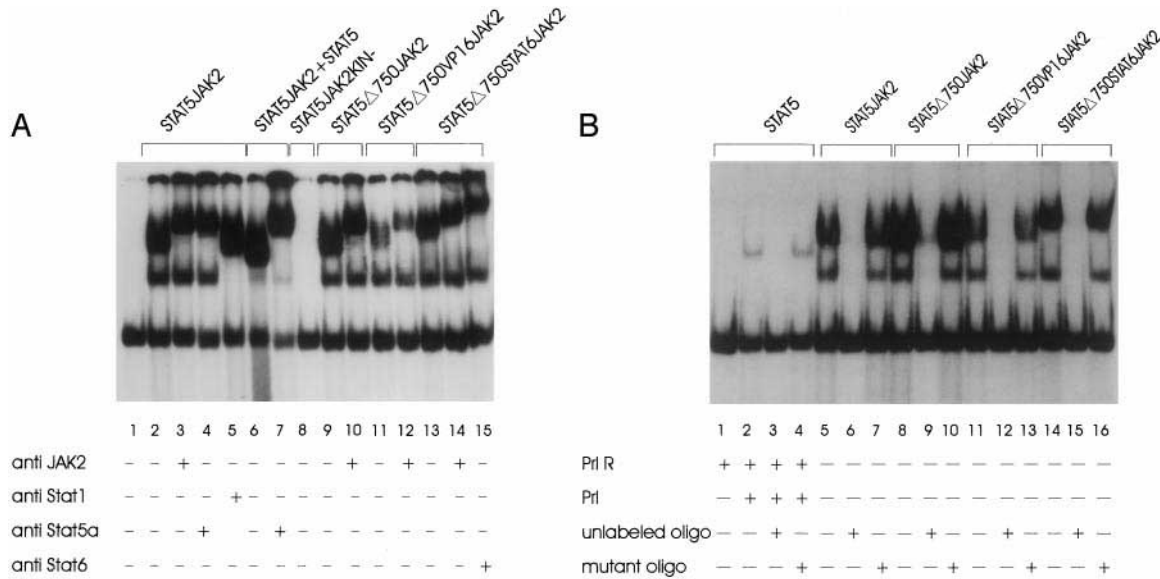 A
STAT5JAK2
STAT5JAK2+STAT5
STAT5JAK2KIN-
STAT5△750JAK2
STAT5△750VP16JAK2
STAT5△750STAT6JAK2
1 2 3 4 5 6 7 8 9 10 11 12 13 14 15
anti JAK2 – – + – – – – – – + – + – + –
anti Stat1 – – – – + – – – – – – – – – –
anti Stat5a – – – + – – + – – – – – – – –
anti Stat6 – – – – – – – – – – – – – – +
B
STAT5
STAT5JAK2
STAT5△750JAK2
STAT5△750VP16JAK2
STAT5△750STAT6JAK2
1 2 3 4 5 6 7 8 9 10 11 12 13 14 15 16
Prl R + + + + – – – – – – – – – – – –
Prl – + + + – – – – – – – – – – – –
unlabeled oligo – – + – – + – – + – – + – – + –
mutant oligo – – – + – – + – – + – – + – – +